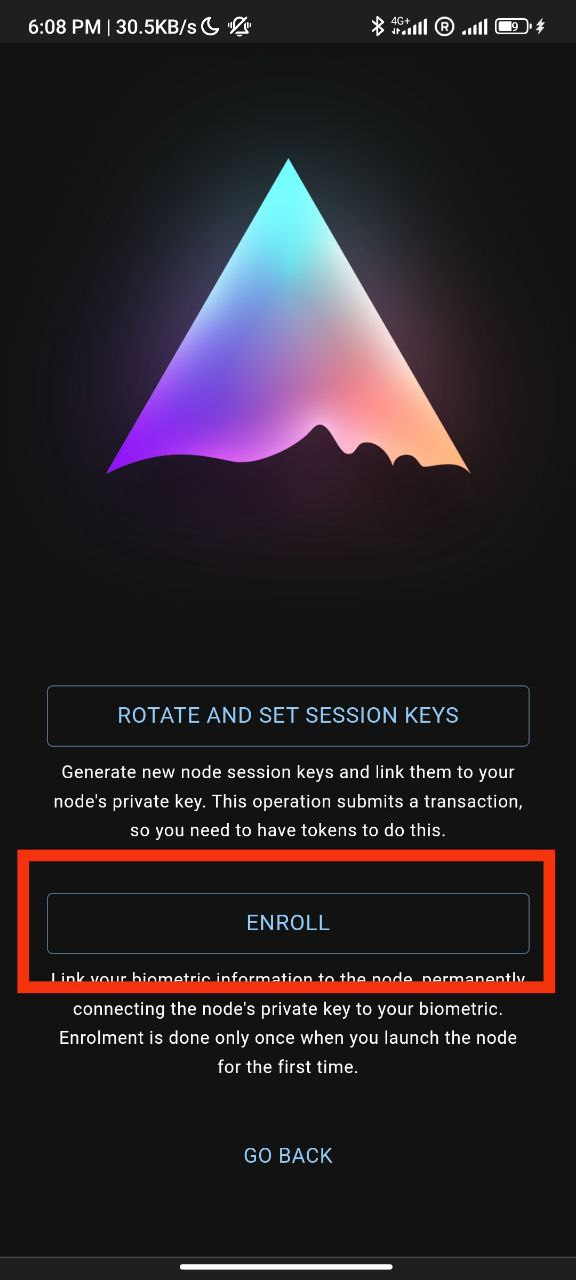 6:08 PM | 30.5KB/s 4G+ R 9
ROTATE AND SET SESSION KEYS
Generate new node session keys and link them to your
node's private key. This operation submits a transaction,
so you need to have tokens to do this.
ENROLL
Link your biometric information to the node, permanently
connecting the node's private key to your biometric.
Enrolment is done only once when you launch the node
for the first time.
GO BACK